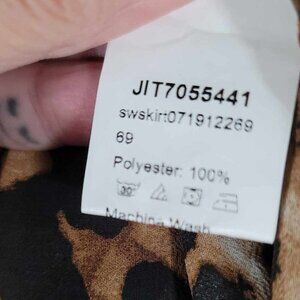 JIT7055441
swskirt071912269
69
Polyester: 100%
30
Machine Wash